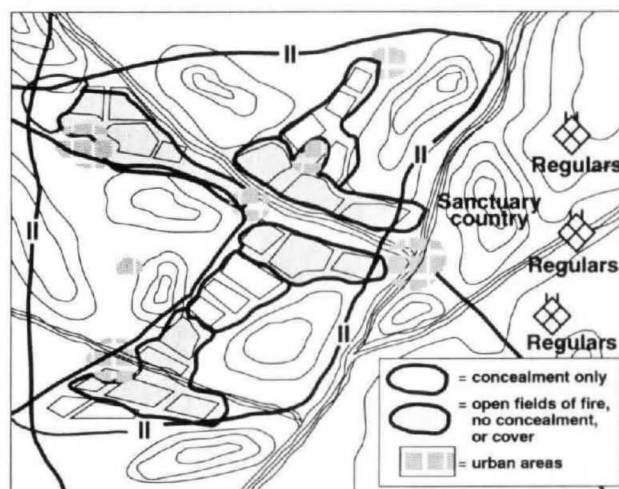 II
II
Regulars
Sanctuary
country
II
II
Regulars
II
Regulars
= concealment only
= open fields of fire,
no concealment,
or cover
II
= urban areas